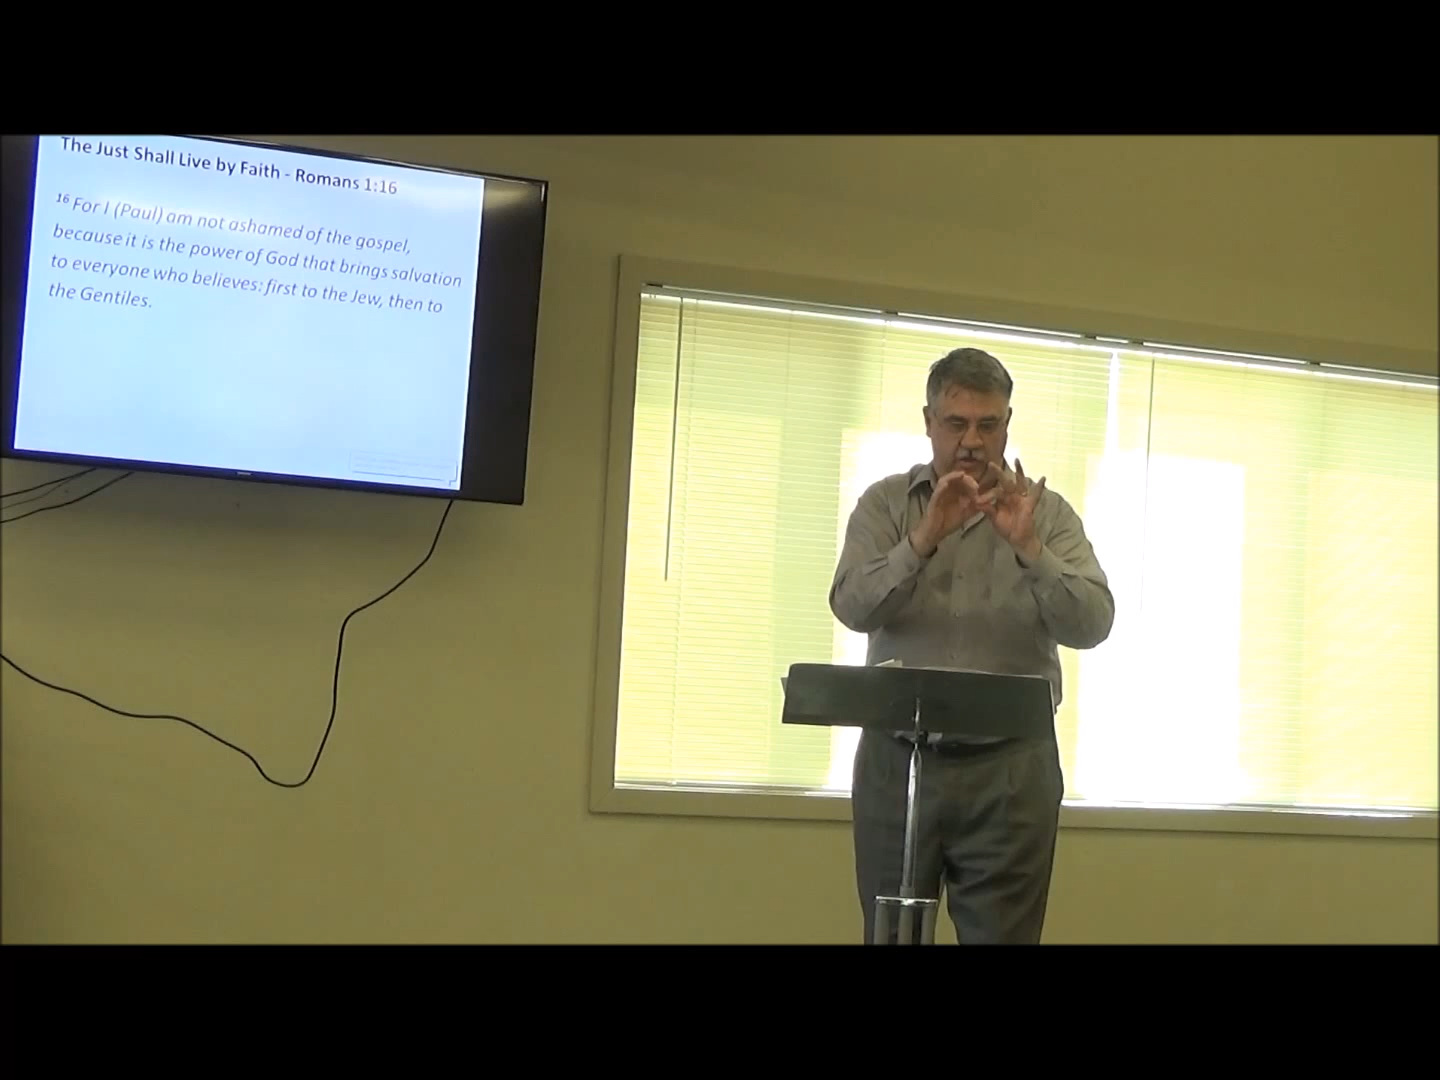 The Just Shall Live by Faith - Romans 1:16
16 For I (Paul) am not ashamed of the gospel,
because it is the power of God that brings salvation
to everyone who believes: first to the Jew, then to
the Gentiles.